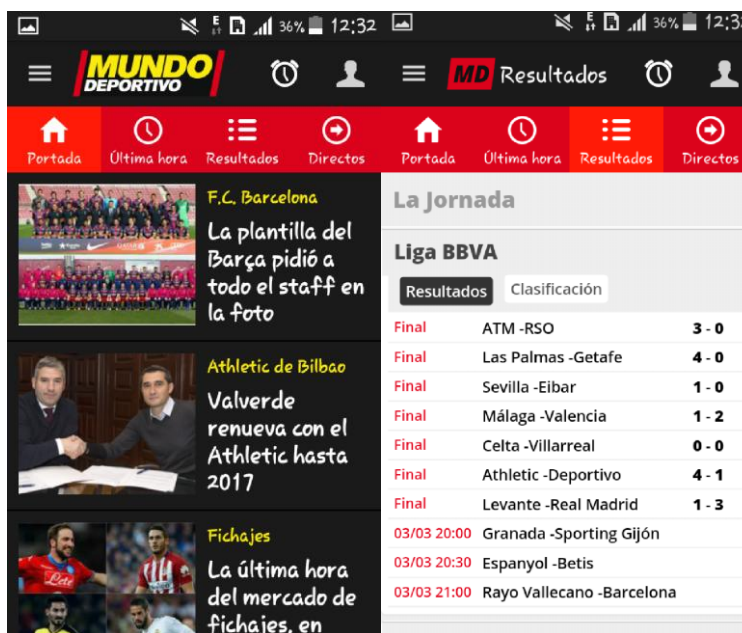 36% 12:32
MUNDO
DEPORTIVO
Portada
Última hora
Resultados
Directos
F.C. Barcelona
La plantilla del
Barça pidió a
todo el staff en
la foto
Athletic de Bilbao
Valverde
renueva con el
Athletic hasta
2017
Fichajes
La última hora
del mercado de
fichajes, en
36% 12:3
MD Resultados
Portada
Última hora
Resultados
Directos
La Jornada
Liga BBVA
Resultados Clasificación
Final ATM -RSO 3 - 0
Final Las Palmas -Getafe 4 - 0
Final Sevilla -Eibar 1 - 0
Final Málaga -Valencia 1 - 2
Final Celta -Villarreal 0 - 0
Final Athletic -Deportivo 4 - 1
Final Levante -Real Madrid 1 - 3
03/03 20:00 Granada -Sporting Gijón
03/03 20:30 Espanyol -Betis
03/03 21:00 Rayo Vallecano -Barcelona